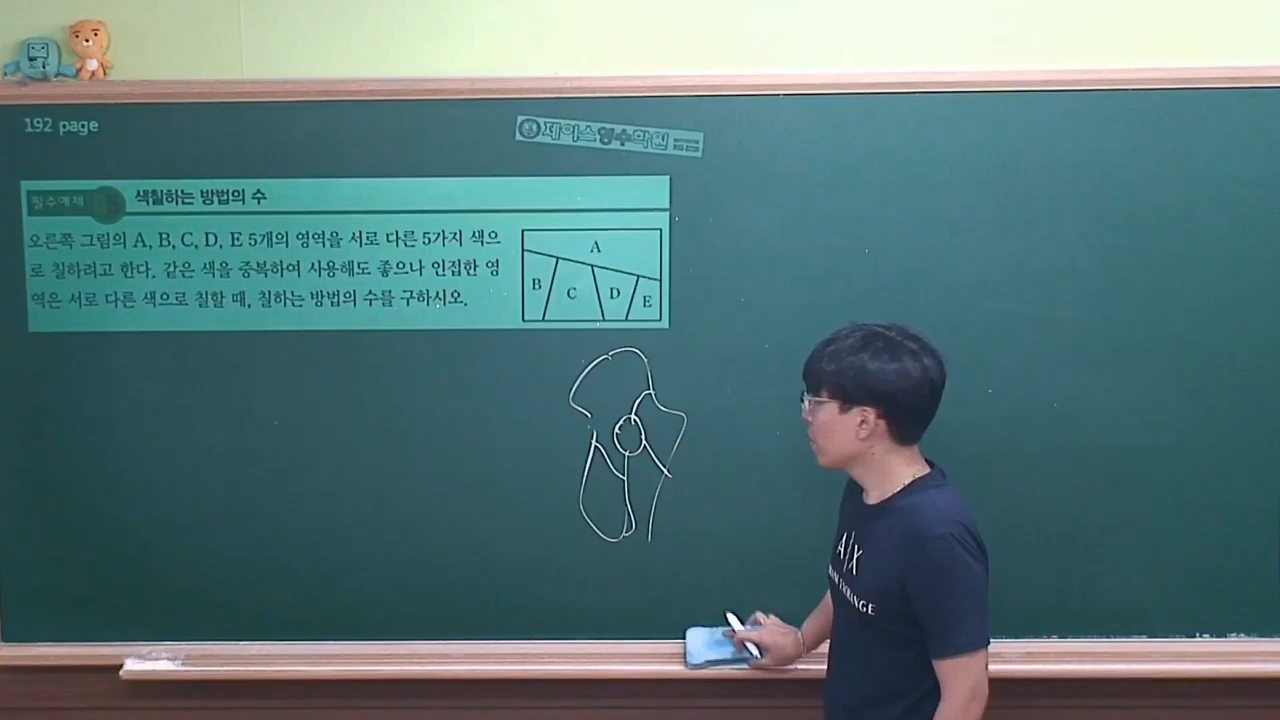 192 page
제이스영수학원
필수예제
색칠하는 방법의 수
오른쪽 그림의 A, B, C, D, E 5개의 영역을 서로 다른 5가지 색으
로 칠하려고 한다. 같은 색을 중복하여 사용해도 좋으나 인접한 영
역은 서로 다른 색으로 칠할 때, 칠하는 방법의 수를 구하시오.
A
B
C
D
E
A|X